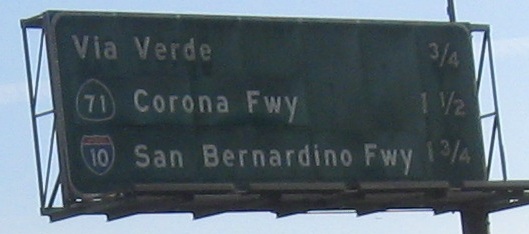 Via Verde 3/4
71 Corona Fwy 1 1/2
10 San Bernardino Fwy 1 3/4